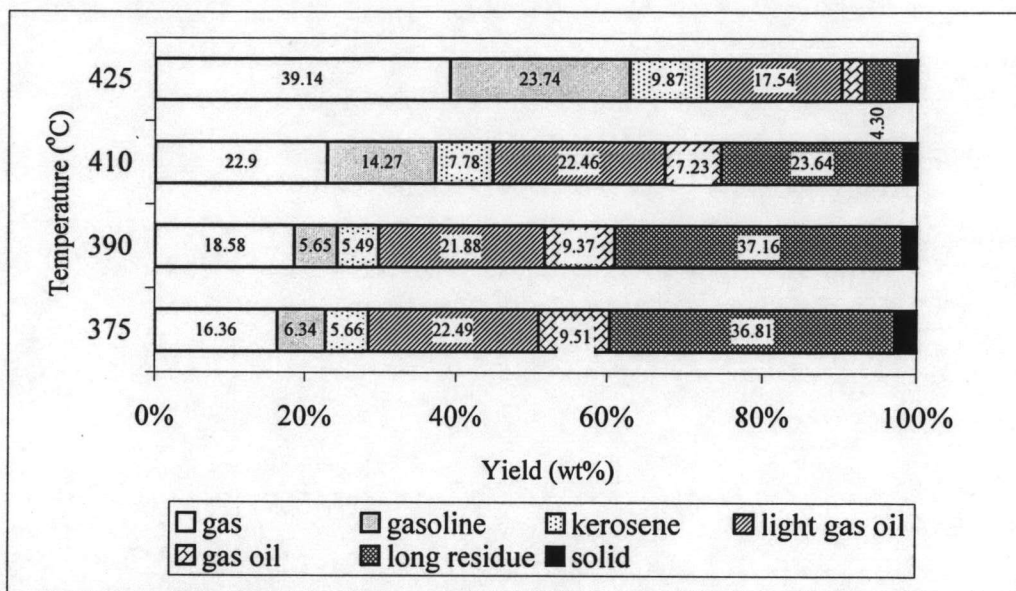 425 39.14 23.74 9.87 17.54
4.30
410 22.9 14.27 7.78 22.46 7.23 23.64
390 18.58 5.65 5.49 21.88 9.37 37.16
375 16.36 6.34 5.66 22.49 9.51 36.81
Temperature (°C)
0% 20% 40% 60% 80% 100%
Yield (wt%)
gas gasoline kerosene light gas oil
gas oil long residue solid